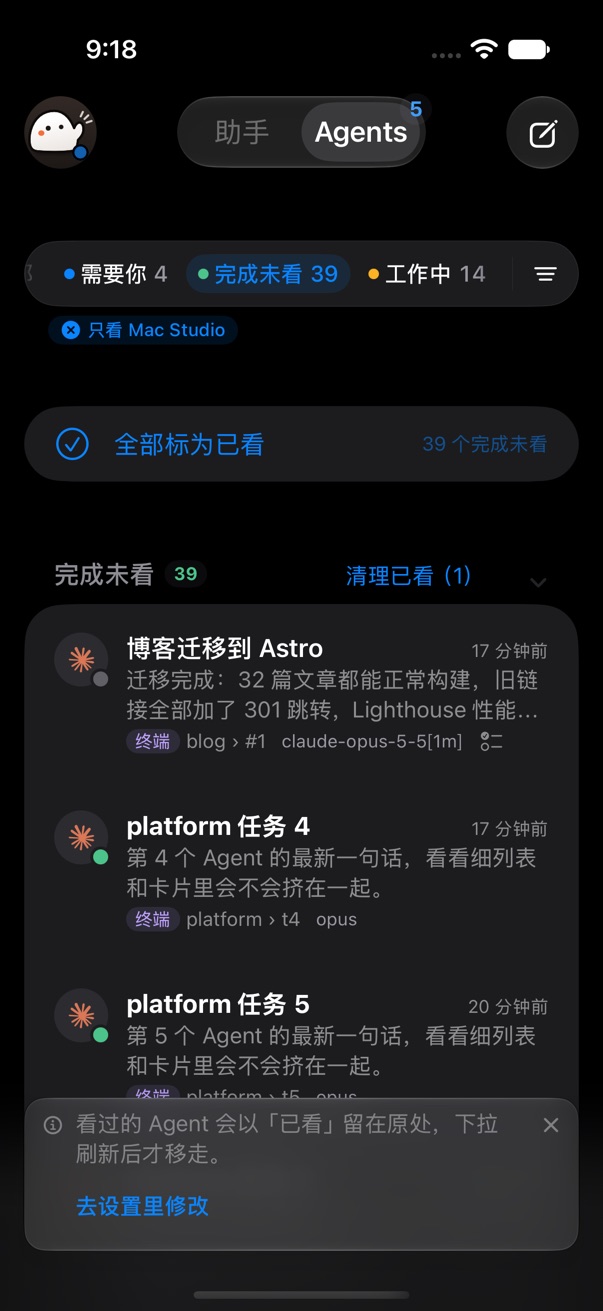 9:18
助手
Agents
5
需要你 4
完成未看 39
工作中 14
只看 Mac Studio
全部标为已看
39 个完成未看
完成未看 39
清理已看 (1)
博客迁移到 Astro
17 分钟前
迁移完成：32 篇文章都能正常构建，旧链
接全部加了 301 跳转，Lighthouse 性能…
终端 blog › #1 claude-opus-5-5[1m]
platform 任务 4
17 分钟前
第 4 个 Agent 的最新一句话，看看细列表
和卡片里会不会挤在一起。
终端 platform › t4 opus
platform 任务 5
20 分钟前
第 5 个 Agent 的最新一句话，看看细列表
和卡片里会不会挤在一起。
终端 platform › t5 opus
看过的 Agent 会以「已看」留在原处，下拉
刷新后才移走。
去设置里修改